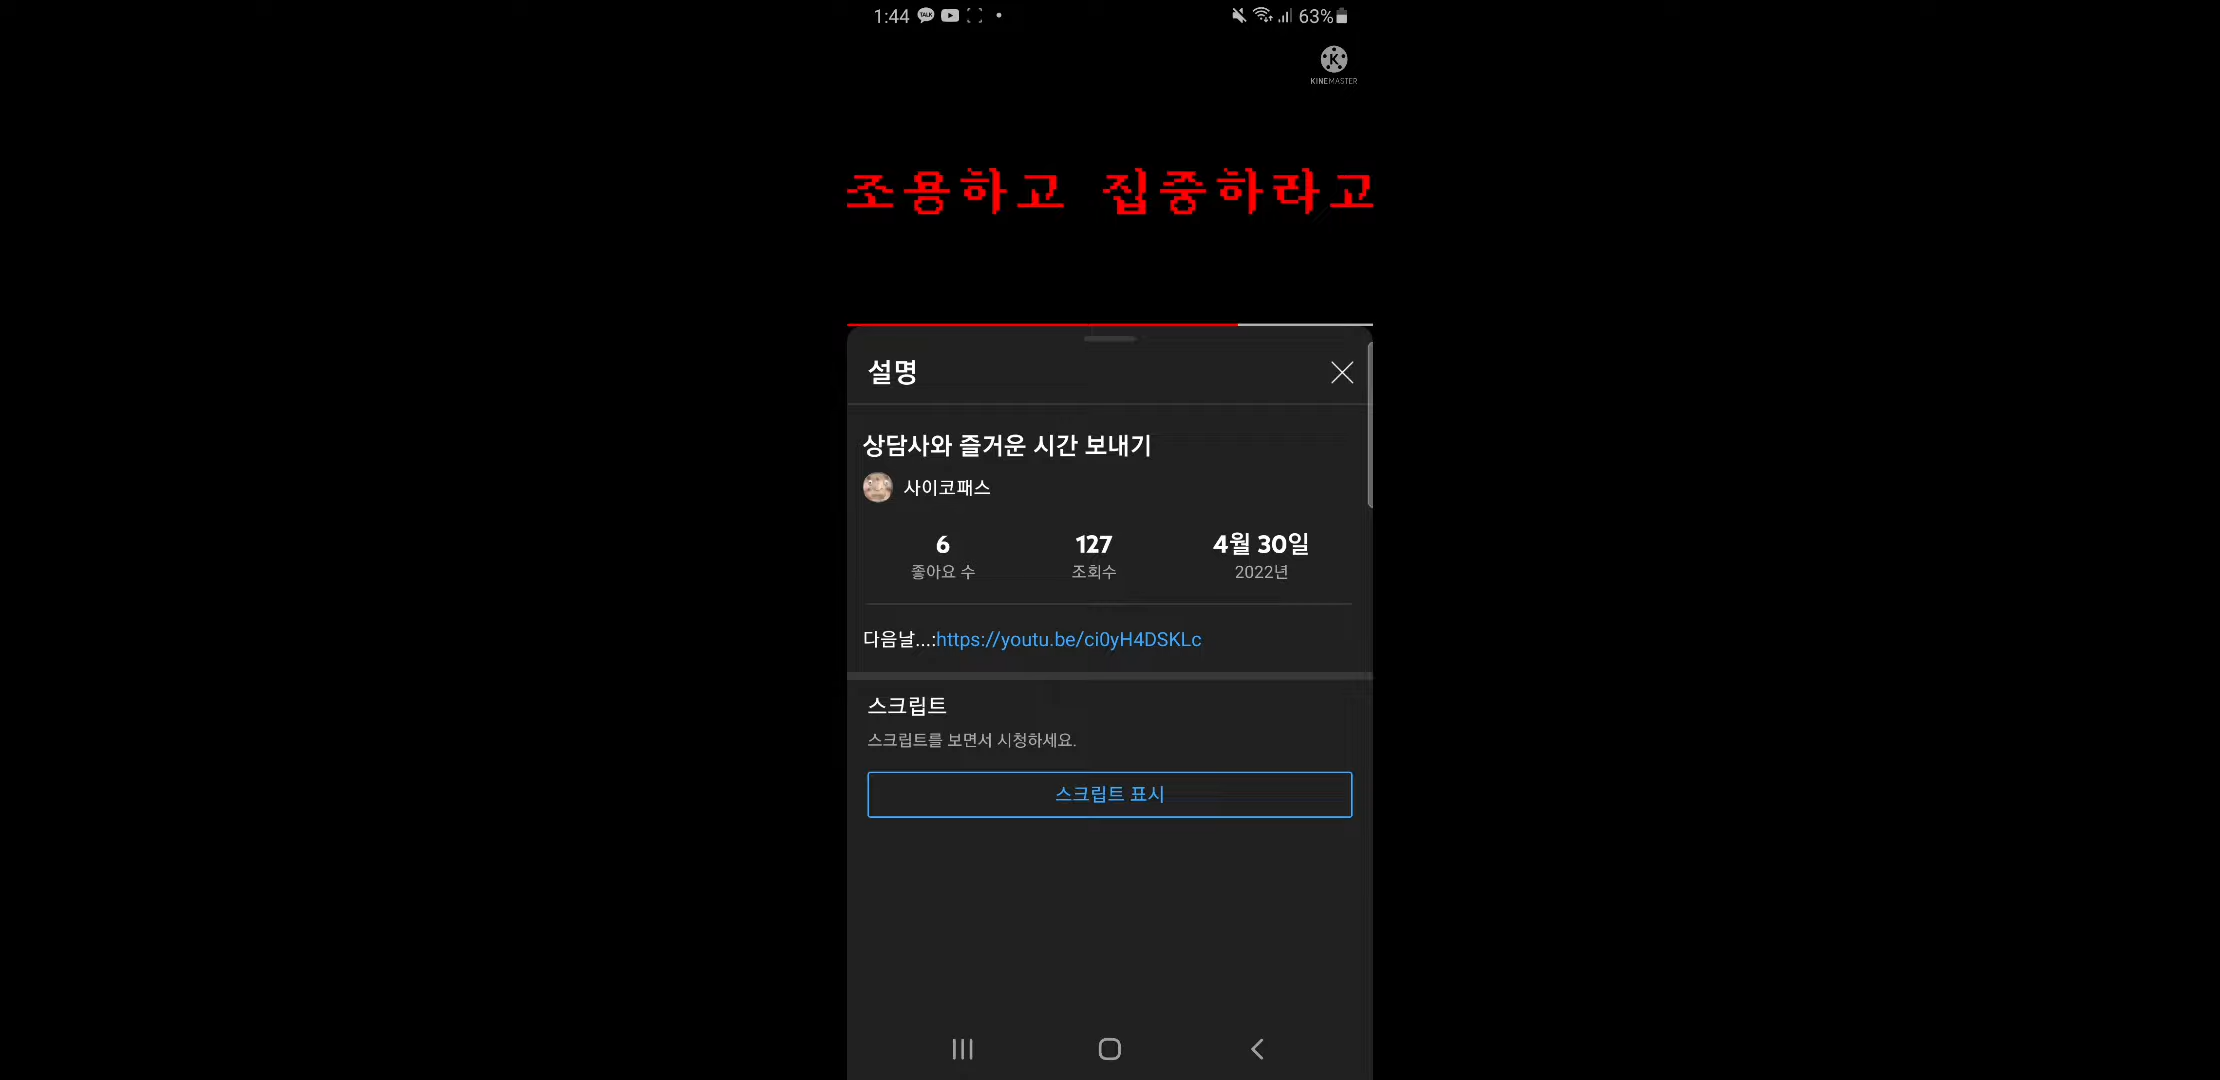 1:44
63%
KINEMASTER
조용하고 집중하라고
설명
상담사와 즐거운 시간 보내기
사이코패스
6
127
4월 30일
좋아요 수
조회수
2022년
다음날...:https://youtu.be/ci0yH4DSKLc
스크립트
스크립트를 보면서 시청하세요.
스크립트 표시